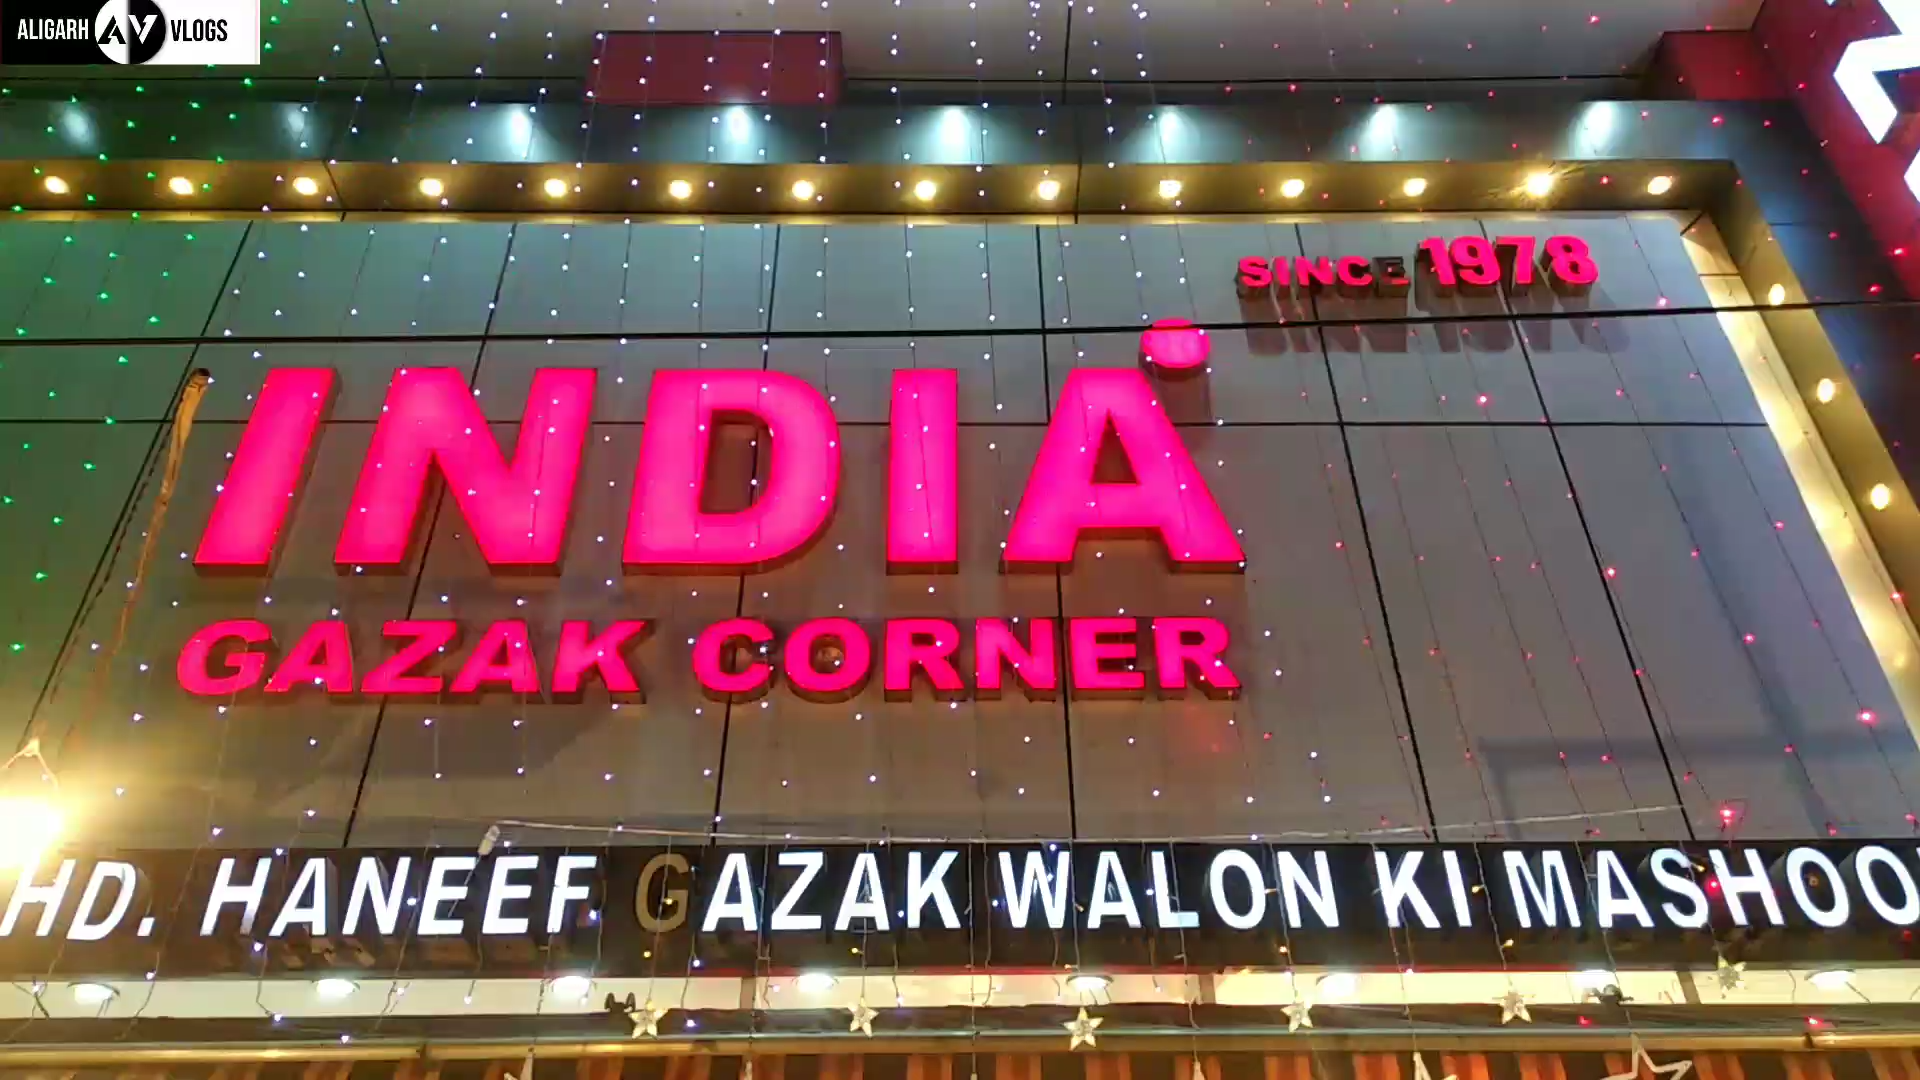 ALIGARH AV VLOGS
SINCE 1978
INDIA
GAZAK CORNER
HD. HANEEF GAZAK WALON KI MASHOO